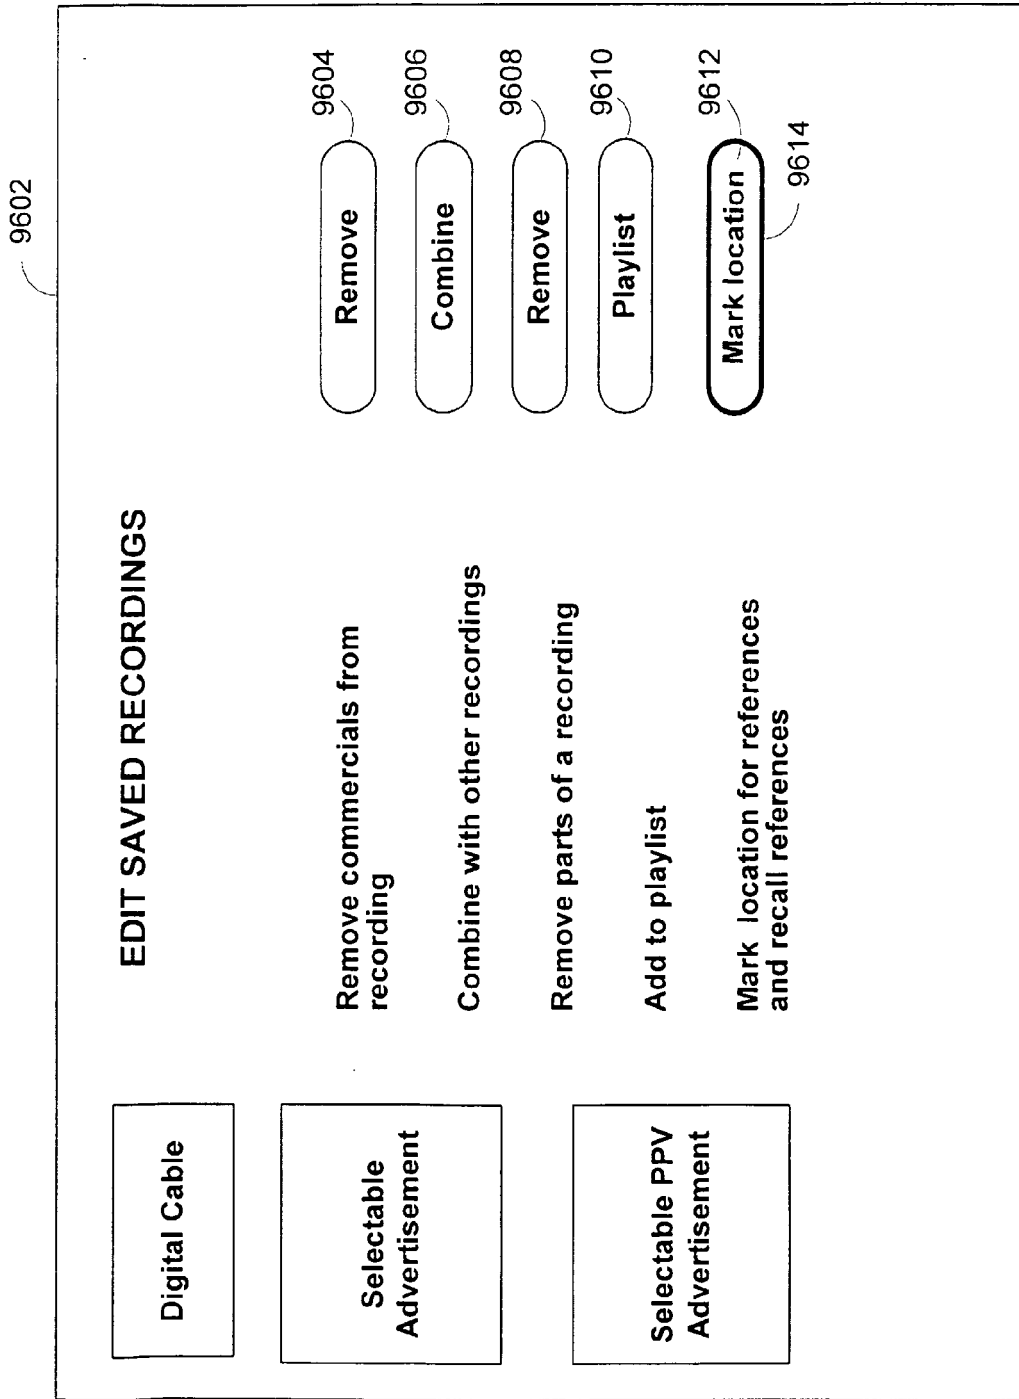 9602
EDIT SAVED RECORDINGS
Digital Cable
Selectable
Advertisement
Selectable PPV
Advertisement
Remove commercials from
recording
Remove
9604
Combine with other recordings
Combine
9606
Remove parts of a recording
Remove
9608
Add to playlist
Playlist
9610
Mark location for references
and recall references
Mark location
9612
9614